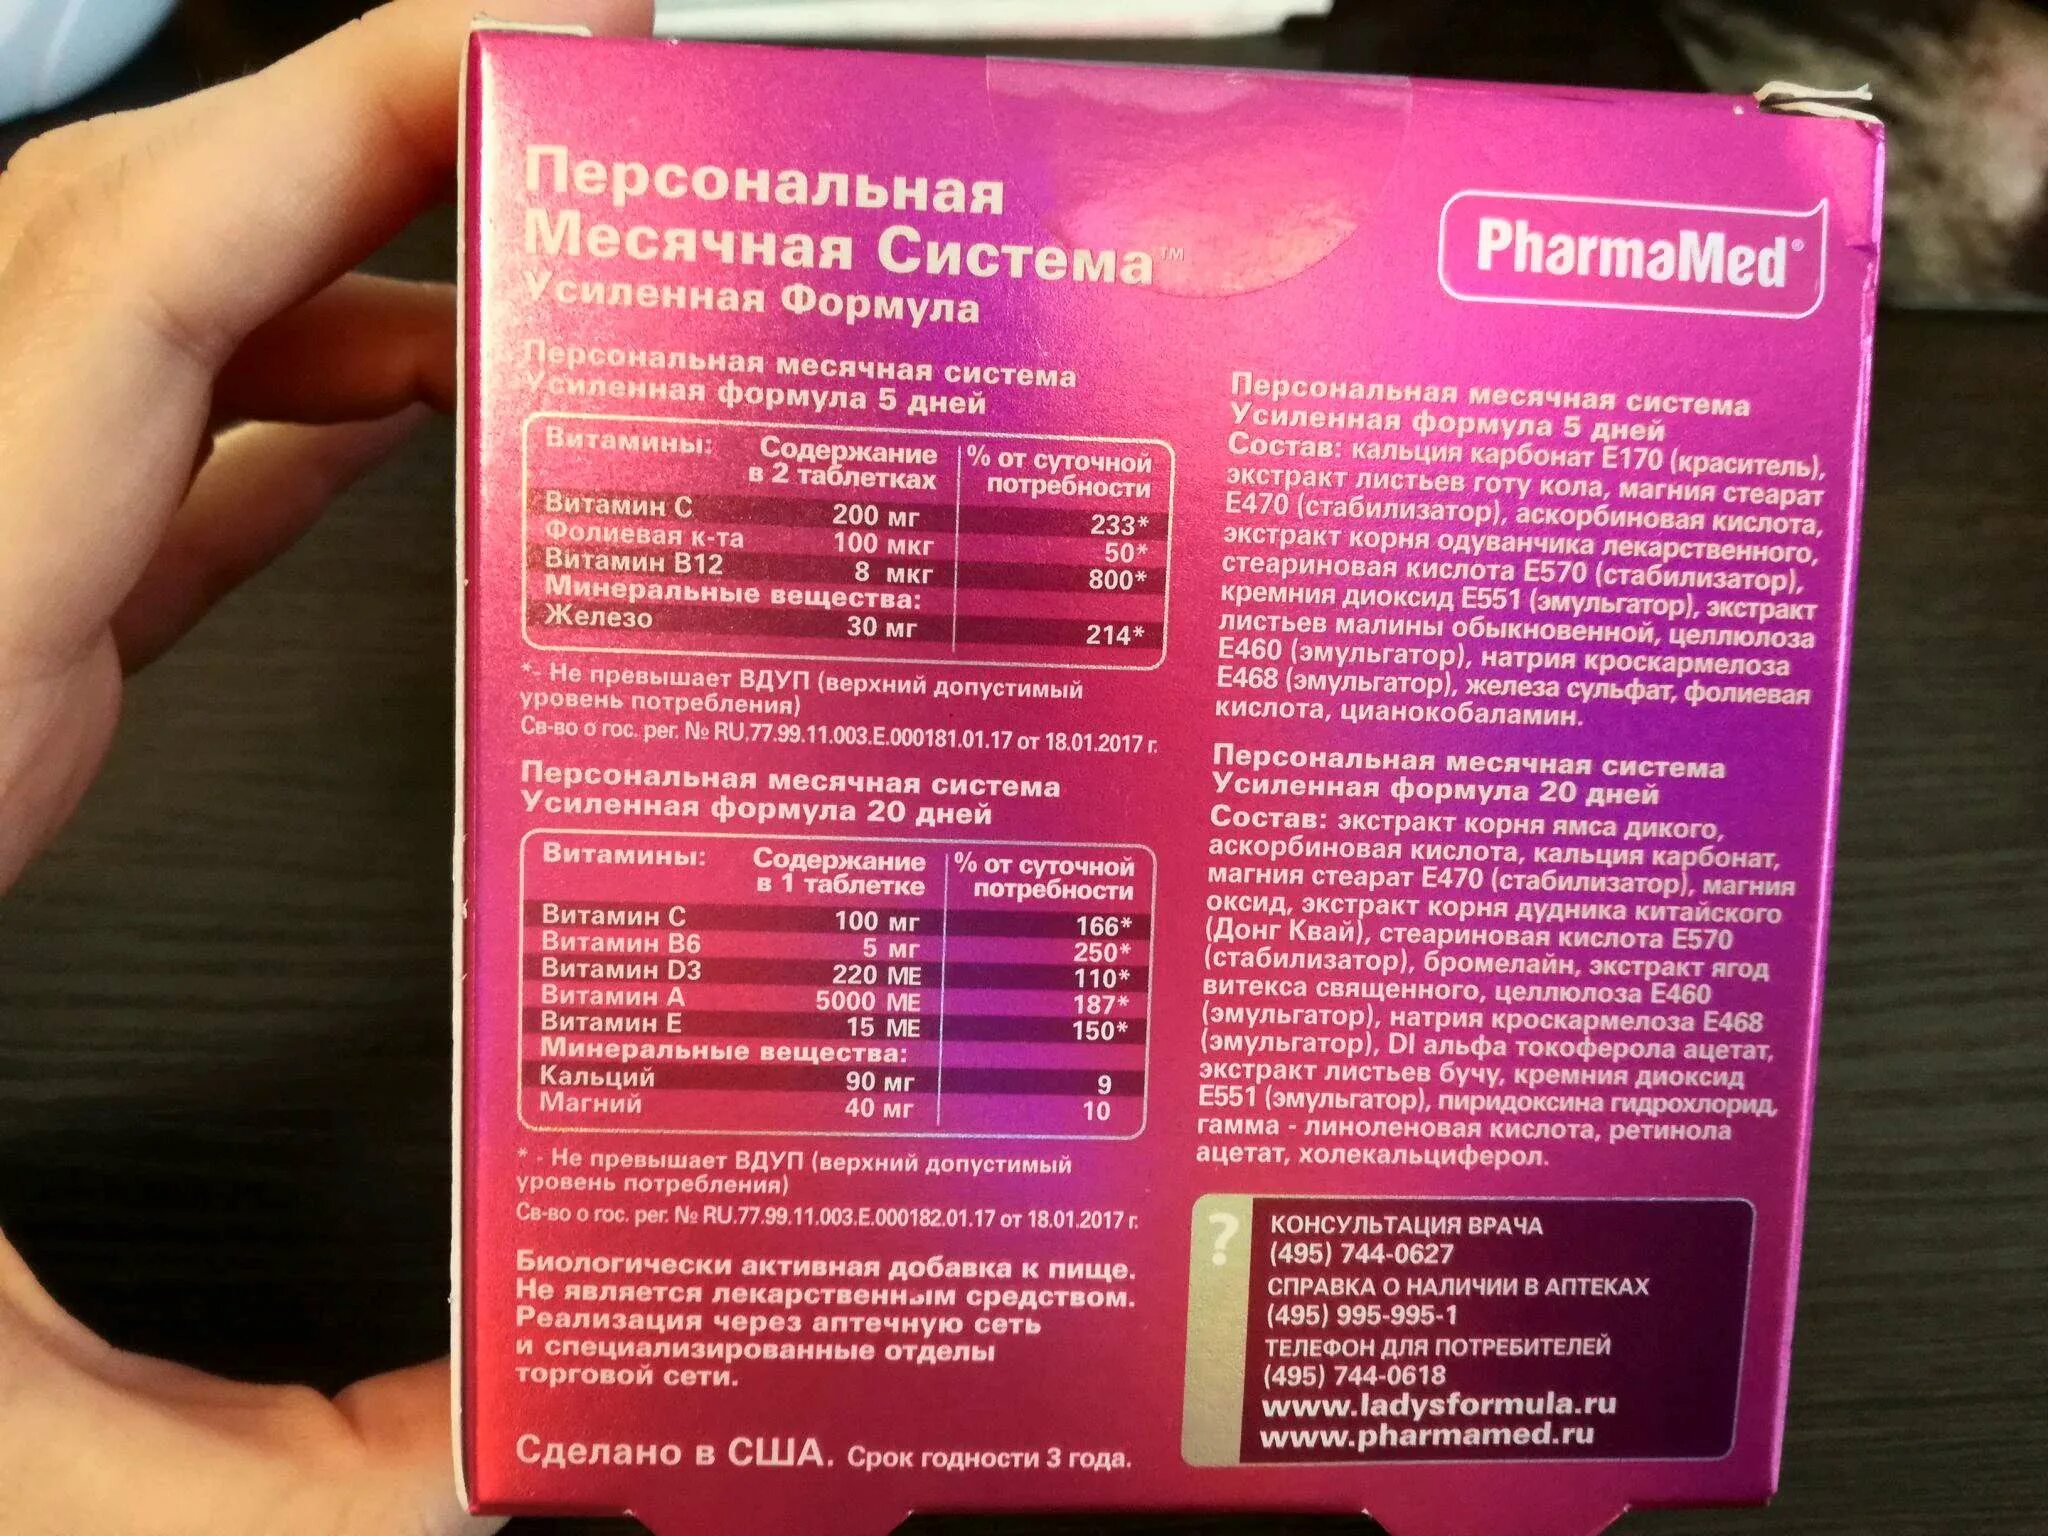 Персональная
Месячная Система™
Усиленная Формула
PharmaMed®
Персональная месячная система
Усиленная формула 5 дней
Витамины: Содержание в 2 таблетках % от суточной потребности
Витамин С 200 мг 233*
Фолиевая к-та 100 мкг 50*
Витамин В12 8 мкг 800*
Минеральные вещества:
Железо 30 мг 214*
*- Не превышает ВДУП (верхний допустимый
уровень потребления)
Св-во о гос. рег. № RU.77.99.11.003.Е.000181.01.17 от 18.01.2017 г.
Персональная месячная система
Усиленная формула 20 дней
Витамины: Содержание в 1 таблетке % от суточной потребности
Витамин С 100 мг 166*
Витамин В6 5 мг 250*
Витамин D3 220 МЕ 110*
Витамин А 5000 МЕ 187*
Витамин Е 15 МЕ 150*
Минеральные вещества:
Кальций 90 мг 9
Магний 40 мг 10
* - Не превышает ВДУП (верхний допустимый
уровень потребления)
Св-во о гос. рег. № RU.77.99.11.003.Е.000182.01.17 от 18.01.2017 г.
Биологически активная добавка к пище.
Не является лекарственным средством.
Реализация через аптечную сеть
и специализированные отделы
торговой сети.
Сделано в США. Срок годности 3 года.
Персональная месячная система
Усиленная формула 5 дней
Состав: кальция карбонат Е170 (краситель),
экстракт листьев готу кола, магния стеарат
Е470 (стабилизатор), аскорбиновая кислота,
экстракт корня одуванчика лекарственного,
стеариновая кислота Е570 (стабилизатор),
кремния диоксид Е551 (эмульгатор), экстракт
листьев малины обыкновенной, целлюлоза
Е460 (эмульгатор), натрия кроскармелоза
Е468 (эмульгатор), железа сульфат, фолиевая
кислота, цианокобаламин.
Персональная месячная система
Усиленная формула 20 дней
Состав: экстракт корня ямса дикого,
аскорбиновая кислота, кальция карбонат,
магния стеарат Е470 (стабилизатор), магния
оксид, экстракт корня дудника китайского
(Донг Квай), стеариновая кислота Е570
(стабилизатор), бромелайн, экстракт ягод
витекса священного, целлюлоза Е460
(эмульгатор), натрия кроскармелоза Е468
(эмульгатор), Dl альфа токоферола ацетат,
экстракт листьев бучу, кремния диоксид
Е551 (эмульгатор), пиридоксина гидрохлорид,
гамма - линоленовая кислота, ретинола
ацетат, холекальциферол.
?
КОНСУЛЬТАЦИЯ ВРАЧА
(495) 744-0627
СПРАВКА О НАЛИЧИИ В АПТЕКАХ
(495) 995-995-1
ТЕЛЕФОН ДЛЯ ПОТРЕБИТЕЛЕЙ
(495) 744-0618
www.ladysformula.ru
www.pharmamed.ru